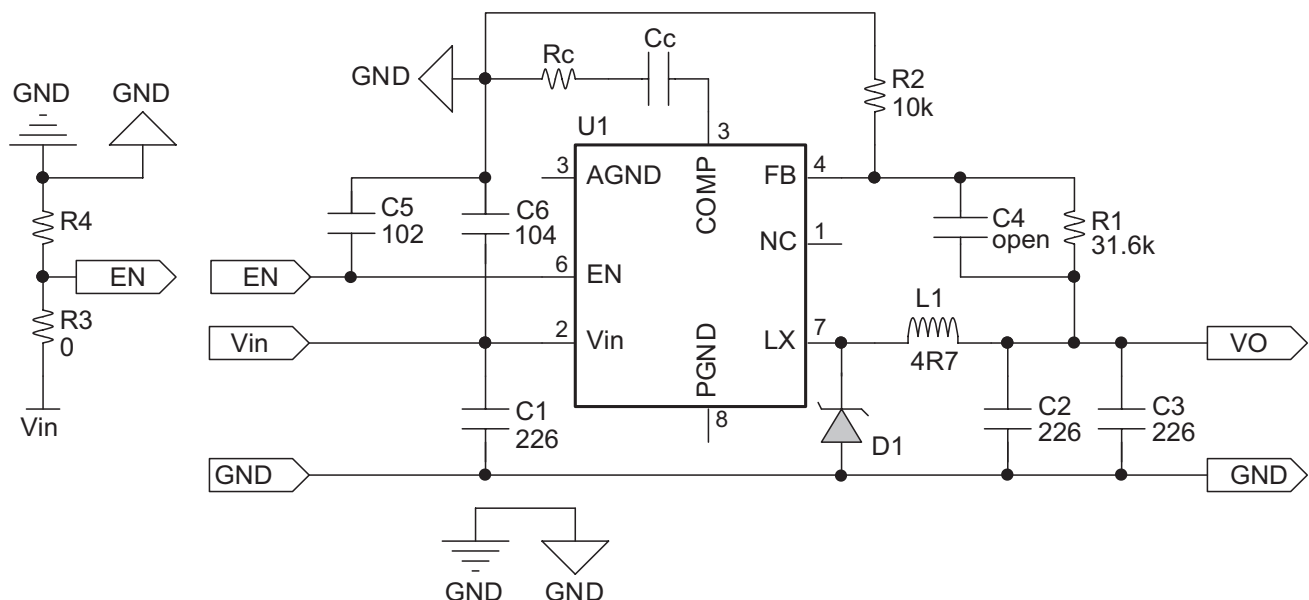 Cc
Rc
GND
R2
10k
GND
GND
U1
3
3
AGND
COMP
FB
4
R4
C5
102
C6
104
C4
open
R1
31.6k
NC
1
EN
EN
6
EN
L1
R3
0
Vin
2
Vin
LX
7
4R7
VO
PGND
8
Vin
C1
226
D1
C2
226
C3
226
GND
GND
GND
GND